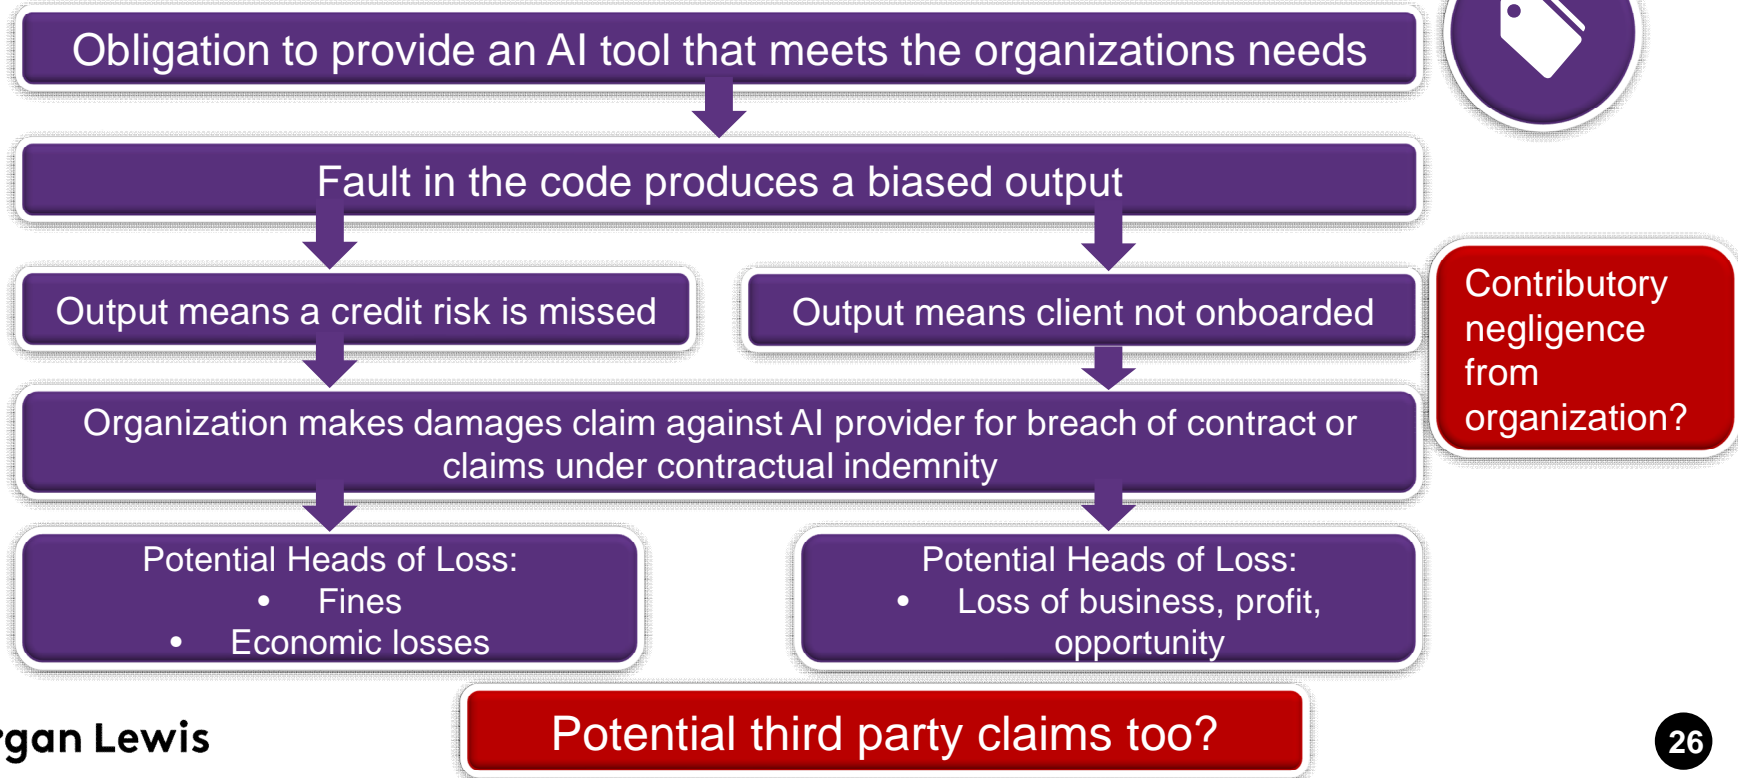 Obligation to provide an AI tool that meets the organizations needs
Fault in the code produces a biased output
Output means a credit risk is missed
Output means client not onboarded
Contributory
negligence
from
organization?
Organization makes damages claim against AI provider for breach of contract or
claims under contractual indemnity
Potential Heads of Loss:
• Fines
• Economic losses
Potential Heads of Loss:
• Loss of business, profit,
opportunity
Potential third party claims too?
rgan Lewis
26